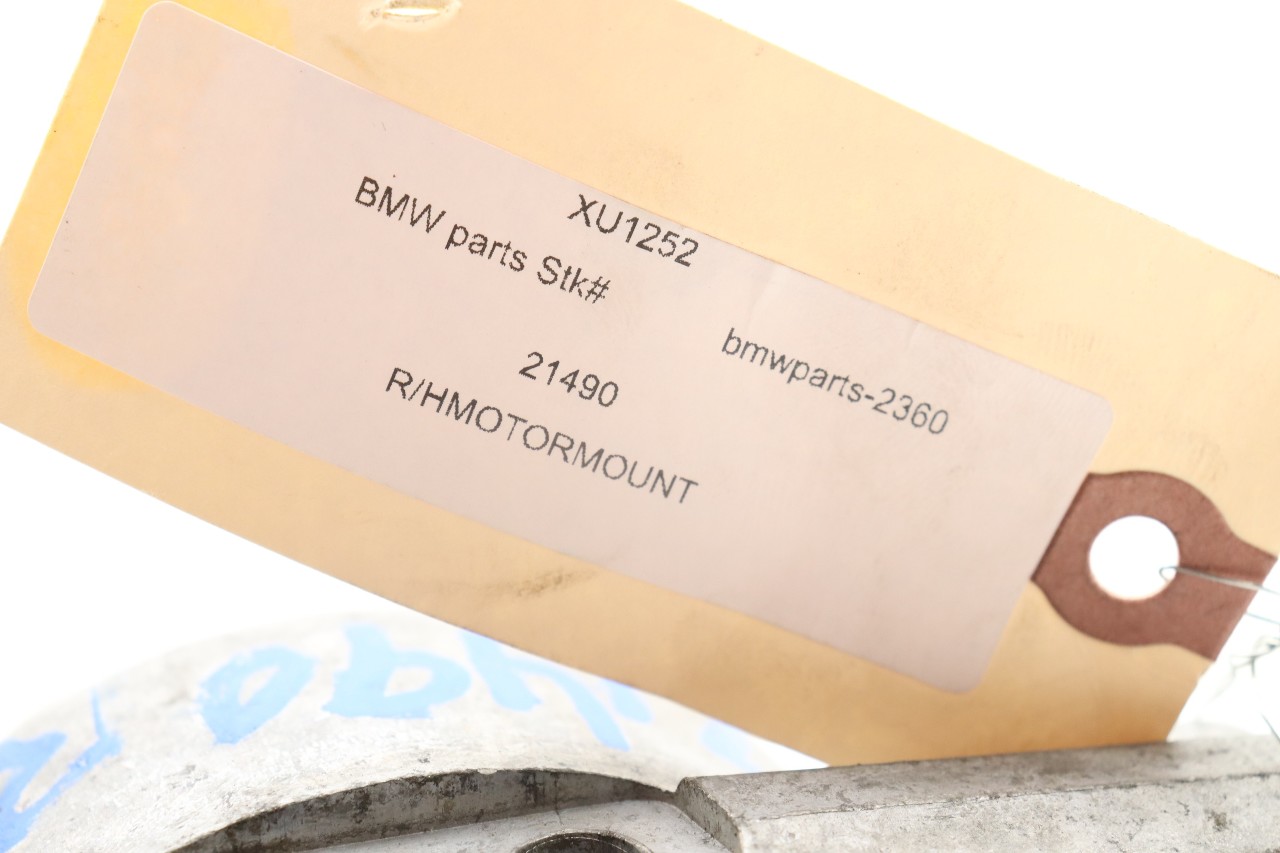 XU1252
BMW parts Stk#
bmwparts-2360
21490
R/HMOTORMOUNT